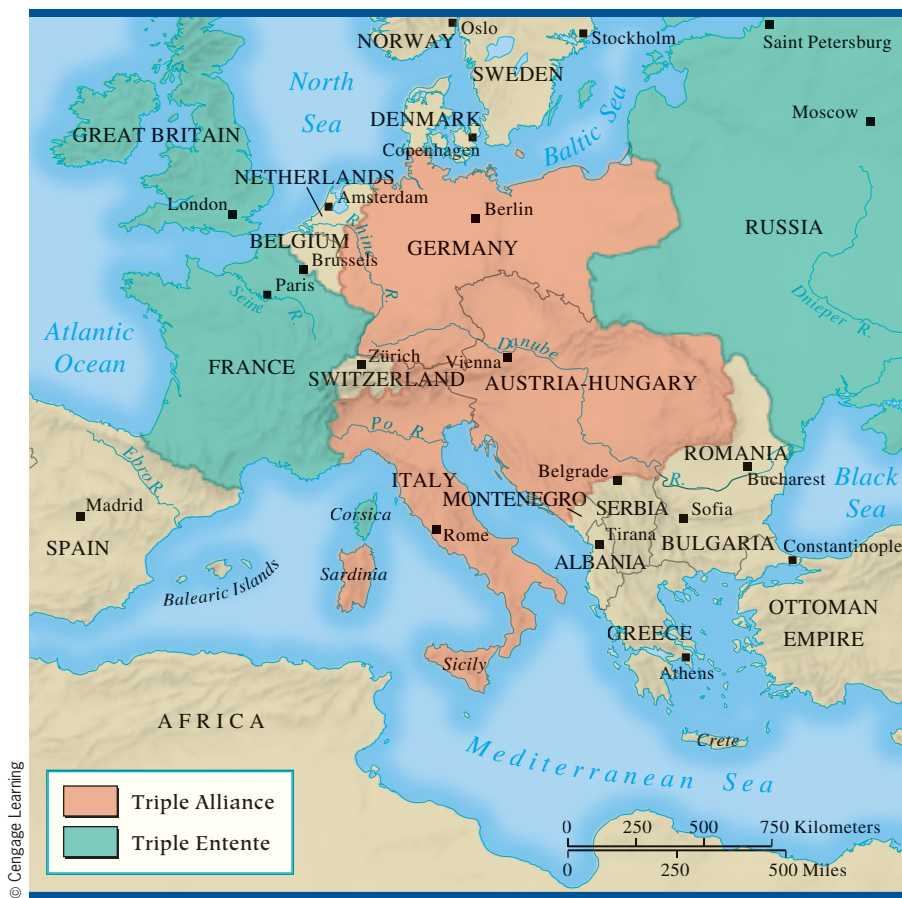 NORWAY
Oslo
Stockholm
Saint Petersburg
SWEDEN
North
Sea
Moscow
DENMARK
Copenhagen
Baltic Sea
GREAT BRITAIN
NETHERLANDS
Amsterdam
London
Berlin
RUSSIA
BELGIUM
Rhine R.
GERMANY
Brussels
Paris
Seine R.
Dnieper R.
Atlantic
Ocean
FRANCE
Zürich
SWITZERLAND
Vienna
Danube R.
AUSTRIA-HUNGARY
Po R.
Ebro R.
ROMANIA
Bucharest
Belgrade
ITALY
MONTENEGRO
SERBIA
Black
Sea
Madrid
Corsica
Sofia
SPAIN
Rome
Tirana
BULGARIA
Constantinople
ALBANIA
Balearic Islands
Sardinia
OTTOMAN
EMPIRE
GREECE
Athens
Sicily
AFRICA
Crete
Mediterranean Sea
Triple Alliance
Triple Entente
0 250 500 750 Kilometers
0 250 500 Miles
© Cengage Learning